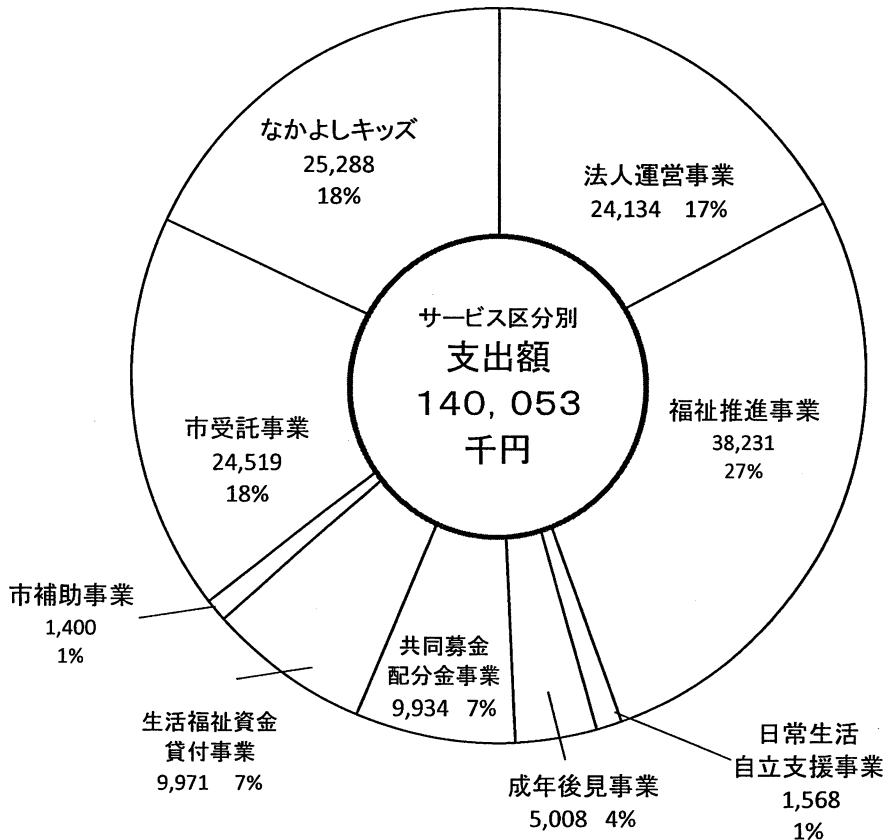 サービス区分別
支出額
140,053
千円
法人運営事業
24,134 17%
福祉推進事業
38,231
27%
日常生活
自立支援事業
1,568
1%
成年後見事業
5,008 4%
共同募金
配分金事業
9,934 7%
生活福祉資金
貸付事業
9,971 7%
市補助事業
1,400
1%
市受託事業
24,519
18%
なかよしキッズ
25,288
18%